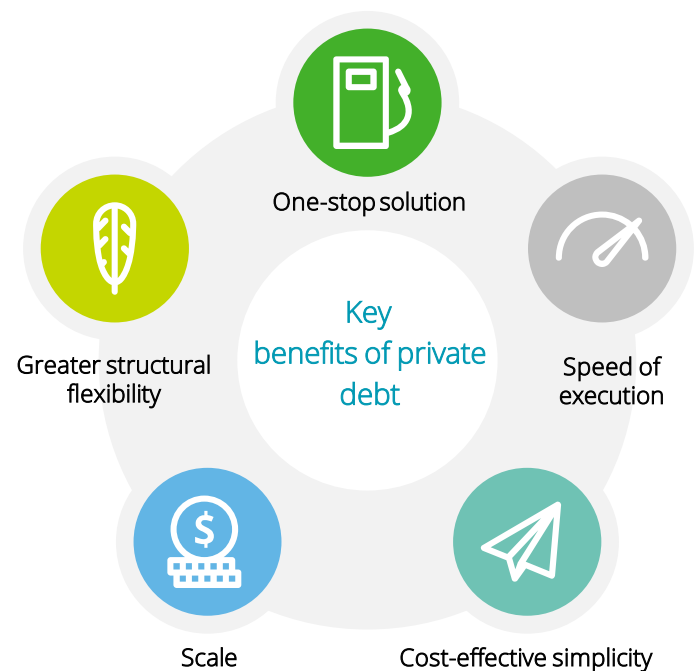 One-stop solution
Key
benefits of private
debt
Greater structural
flexibility
Speed of
execution
$
Scale
Cost-effective simplicity